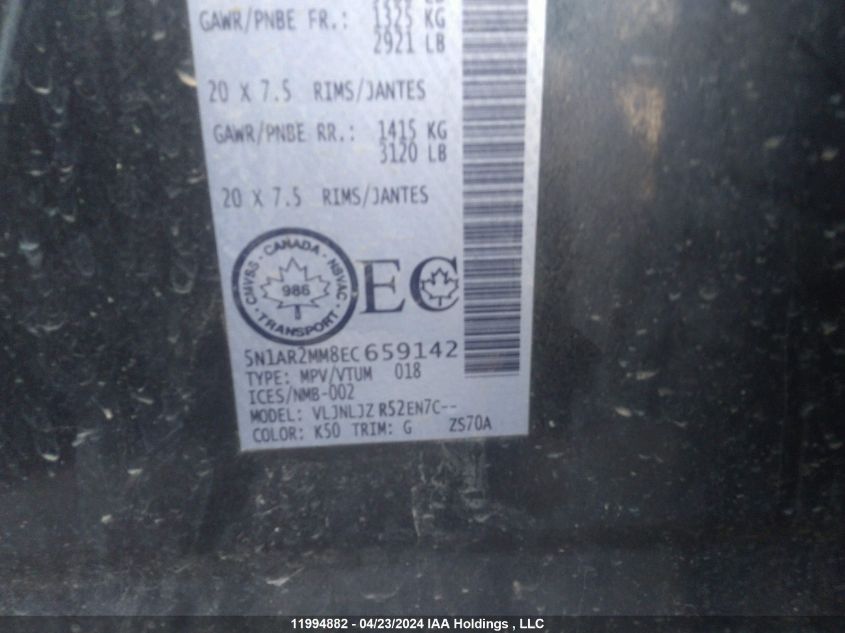 GAWR/PNBE FR.: 1325 KG
2921 LB
20 X 7.5 RIMS/JANTES
GAWR/PNBE RR.: 1415 KG
3120 LB
20 X 7.5 RIMS/JANTES
CMVSS - CANADA - NSVAC
986
TRANSPORT
EC
5N1AR2MM8EC659142
TYPE: MPV/VTUM 018
ICES/NMB-002
MODEL: VLJNLJZ R52EN7C--
COLOR: K50 TRIM: G ZS70A
11994882 - 04/23/2024 IAA Holdings , LLC